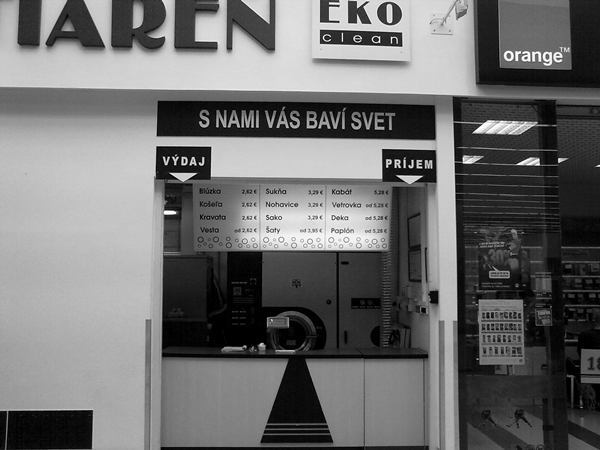 IAREN
EKO
clean
orange™
S NAMI VÁS BAVÍ SVET
VÝDAJ
PRÍJEM
Blúzka 2,62 €
Košeľa 2,62 €
Kravata 2,62 €
Vesta od 2,62 €
Sukňa 3,29 €
Nohavice 3,29 €
Sako 3,29 €
Šaty od 3,95 €
Kabát 5,28 €
Vetrovka od 5,28 €
Deka od 5,28 €
Paplón od 5,28 €